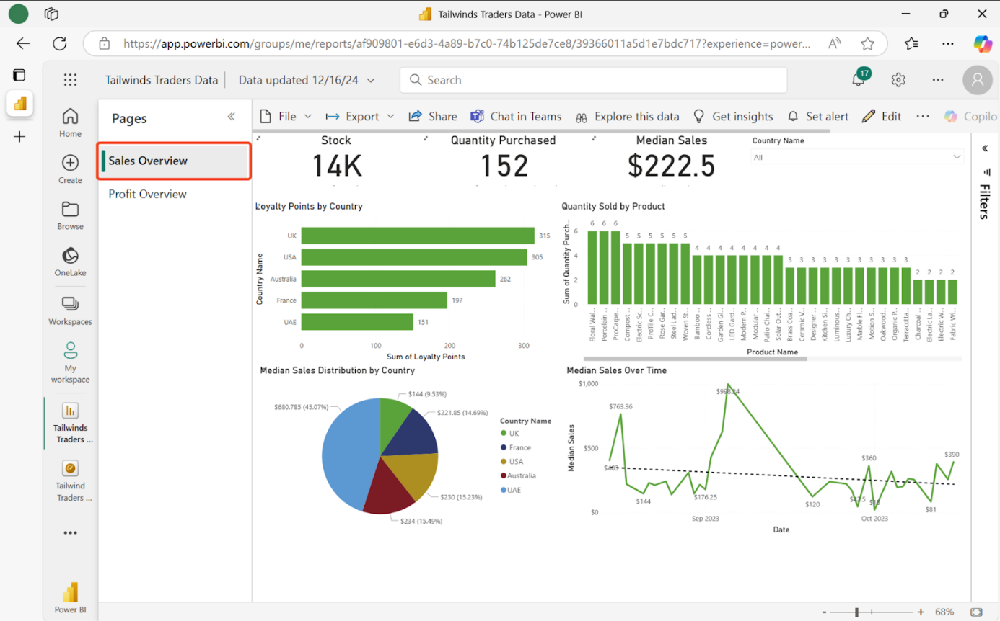 Tailwinds Traders Data - Power BI
https://app.powerbi.com/groups/me/reports/af909801-e6d3-4a89-b7c0-74b125de7ce8/39366011a5d1e7bdc717?experience=power...
Tailwinds Traders Data
Data updated 12/16/24
Search
17
Home
Create
Browse
OneLake
Workspaces
My
workspace
Tailwinds
Traders ...
Tailwind
Traders ...
Power BI
Pages
Sales Overview
Profit Overview
File
Export
Share
Chat in Teams
Explore this data
Get insights
Set alert
Edit
Copilo
Stock
14K
Quantity Purchased
152
Median Sales
$222.5
Country Name
All
Filters
Loyalty Points by Country
Country Name
UK 315
USA 305
Australia 262
France 197
UAE 151
0 100 200 300
Sum of Loyalty Points
Quantity Sold by Product
Sum of Quantity Purch...
6
4
2
0
6 6 6 5 5 5 5 5 5 4 4 4 4 4 4 4 4 3 3 3 3 3 3 3 3 3 3 3 2 2 2 2
Floral Wal...
Porcelain ...
ProCarpe...
Compost ...
Electric Sc...
ProTile C...
Rose Gar...
Steel Lad...
Woven St...
Bamboo ...
Cordless ...
Garden Gl...
LED Gard...
Modern P...
Modular ...
Patio Chai...
Solar Out...
Brass Coa...
Ceramic V...
Designer ...
Kitchen Si...
Luminous...
Luxury Ch...
Marble Fl...
Motion S...
Oakwood...
Organic P...
Terracotta...
Charcoal ...
Electric La...
Electric W...
Fabric Wi...
Product Name
Median Sales Distribution by Country
$144 (9.53%)
$221.85 (14.69%)
$230 (15.23%)
$234 (15.49%)
$680.785 (45.07%)
Country Name
UK
France
USA
Australia
UAE
Median Sales Over Time
Median Sales
$1,000
$500
$0
$763.36
$403
$144
$176.25
$998.24
$120
$360
$81
$390
Sep 2023
Oct 2023
Date
68%